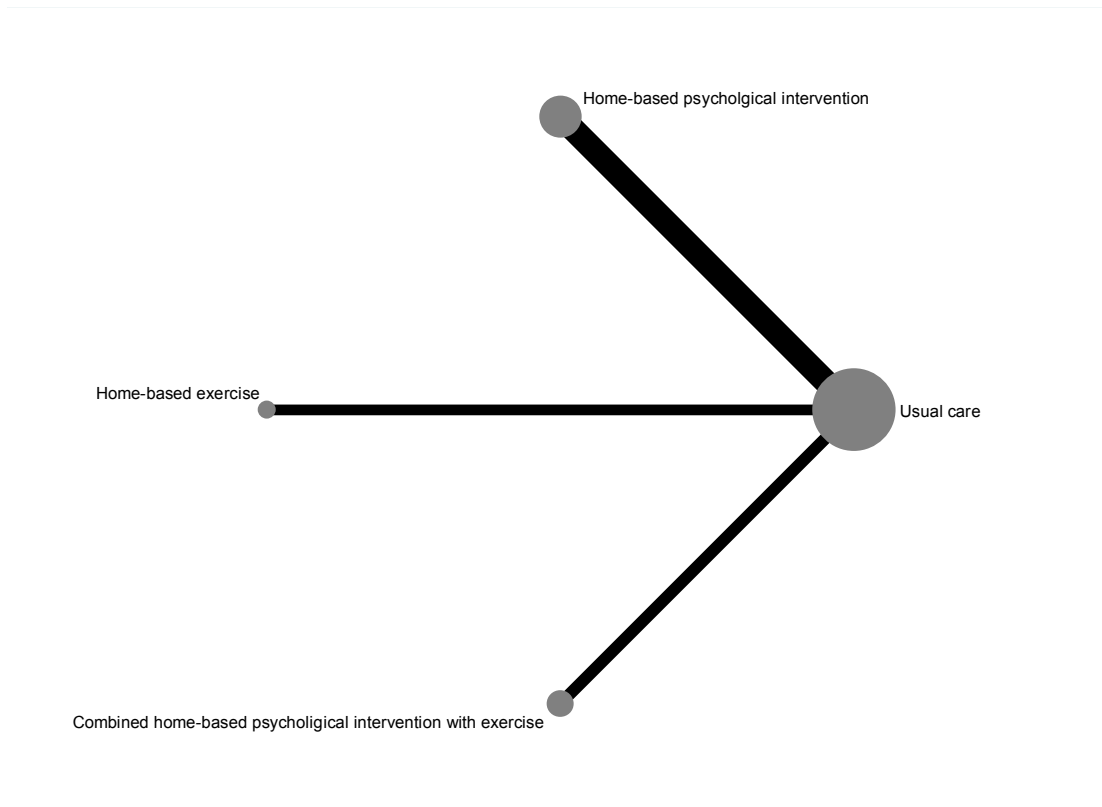 Home-based psycholgical intervention
Home-based exercise
Usual care
Combined home-based psycholigical intervention with exercise